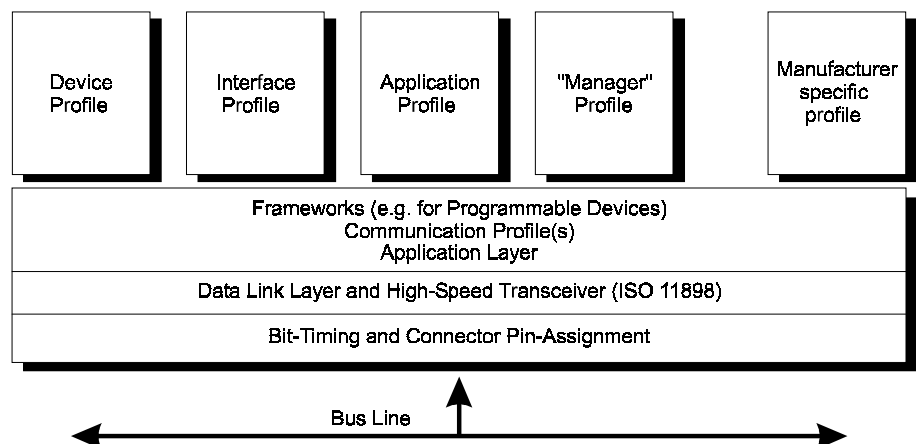 Device
Profile
Interface
Profile
Application
Profile
"Manager"
Profile
Manufacturer
specific
profile
Frameworks (e.g. for Programmable Devices)
Communication Profile(s)
Application Layer
Data Link Layer and High-Speed Transceiver (ISO 11898)
Bit-Timing and Connector Pin-Assignment
Bus Line